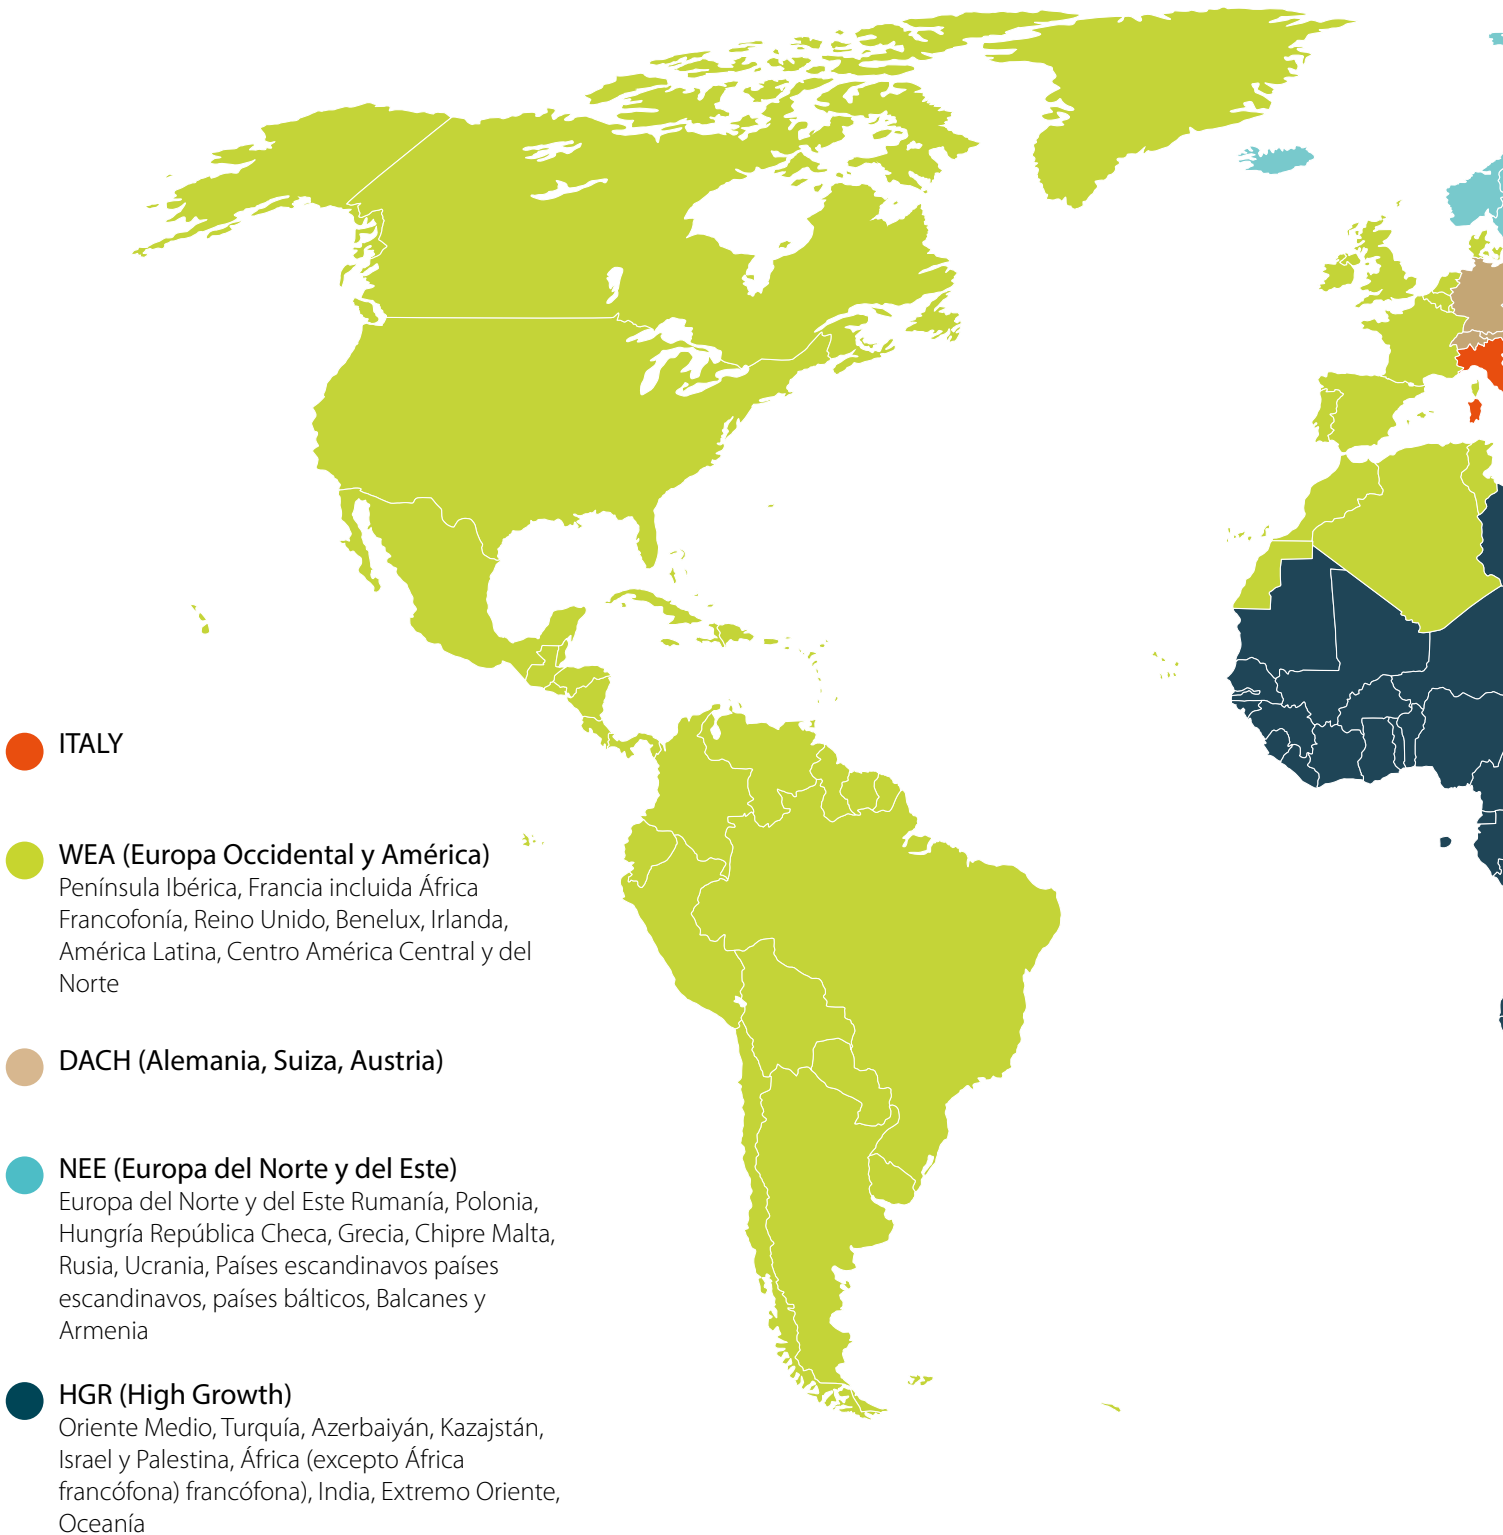 ITALY
WEA (Europa Occidental y América)
Península Ibérica, Francia incluida África
Francofonía, Reino Unido, Benelux, Irlanda,
América Latina, Centro América Central y del
Norte
DACH (Alemania, Suiza, Austria)
NEE (Europa del Norte y del Este)
Europa del Norte y del Este Rumanía, Polonia,
Hungría República Checa, Grecia, Chipre Malta,
Rusia, Ucrania, Países escandinavos países
escandinavos, países bálticos, Balcanes y
Armenia
HGR (High Growth)
Oriente Medio, Turquía, Azerbaiyán, Kazajstán,
Israel y Palestina, África (excepto África
francófona) francófona), India, Extremo Oriente,
Oceanía